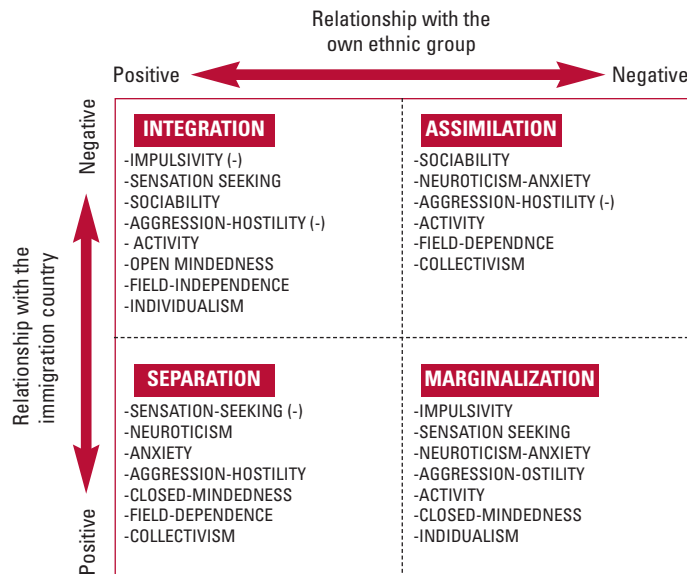 Relationship with the
own ethnic group
Positive
Negative
Negative
Relationship with the
immigration country
Positive
INTEGRATION
-IMPULSIVITY (-)
-SENSATION SEEKING
-SOCIABILITY
-AGGRESSION-HOSTILITY (-)
- ACTIVITY
-OPEN MINDEDNESS
-FIELD-INDEPENDENCE
-INDIVIDUALISM
ASSIMILATION
-SOCIABILITY
-NEUROTICISM-ANXIETY
-AGGRESSION-HOSTILITY (-)
-ACTIVITY
-FIELD-DEPENDNCE
-COLLECTIVISM
SEPARATION
-SENSATION-SEEKING (-)
-NEUROTICISM
-ANXIETY
-AGGRESSION-HOSTILITY
-CLOSED-MINDEDNESS
-FIELD-DEPENDENCE
-COLLECTIVISM
MARGINALIZATION
-IMPULSIVITY
-SENSATION SEEKING
-NEUROTICISM-ANXIETY
-AGGRESSION-OSTILITY
-ACTIVITY
-CLOSED-MINDEDNESS
-INDIDUALISM